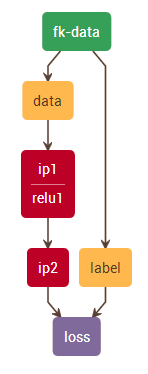 fk-data
data
ip1
relu1
ip2
label
loss